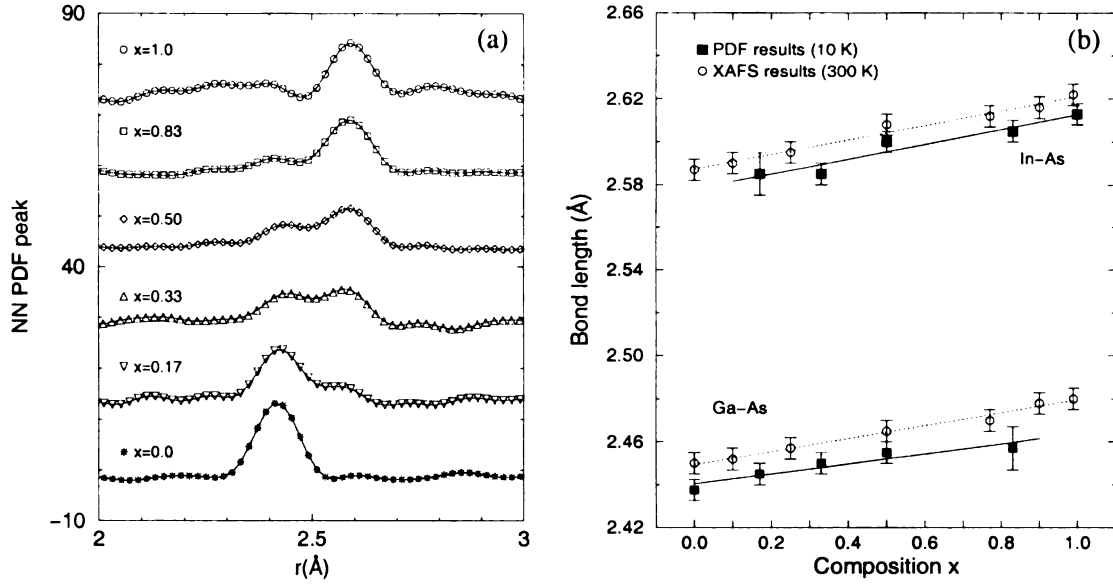 (a)
90
40
−10
NN PDF peak
x=1.0
x=0.83
x=0.50
x=0.33
x=0.17
x=0.0
2
2.5
3
r(Å)
(b)
2.66
2.62
2.58
2.54
2.50
2.46
2.42
Bond length (Å)
PDF results (10 K)
XAFS results (300 K)
In−As
Ga−As
0.0
0.2
0.4
0.6
0.8
1.0
Composition x